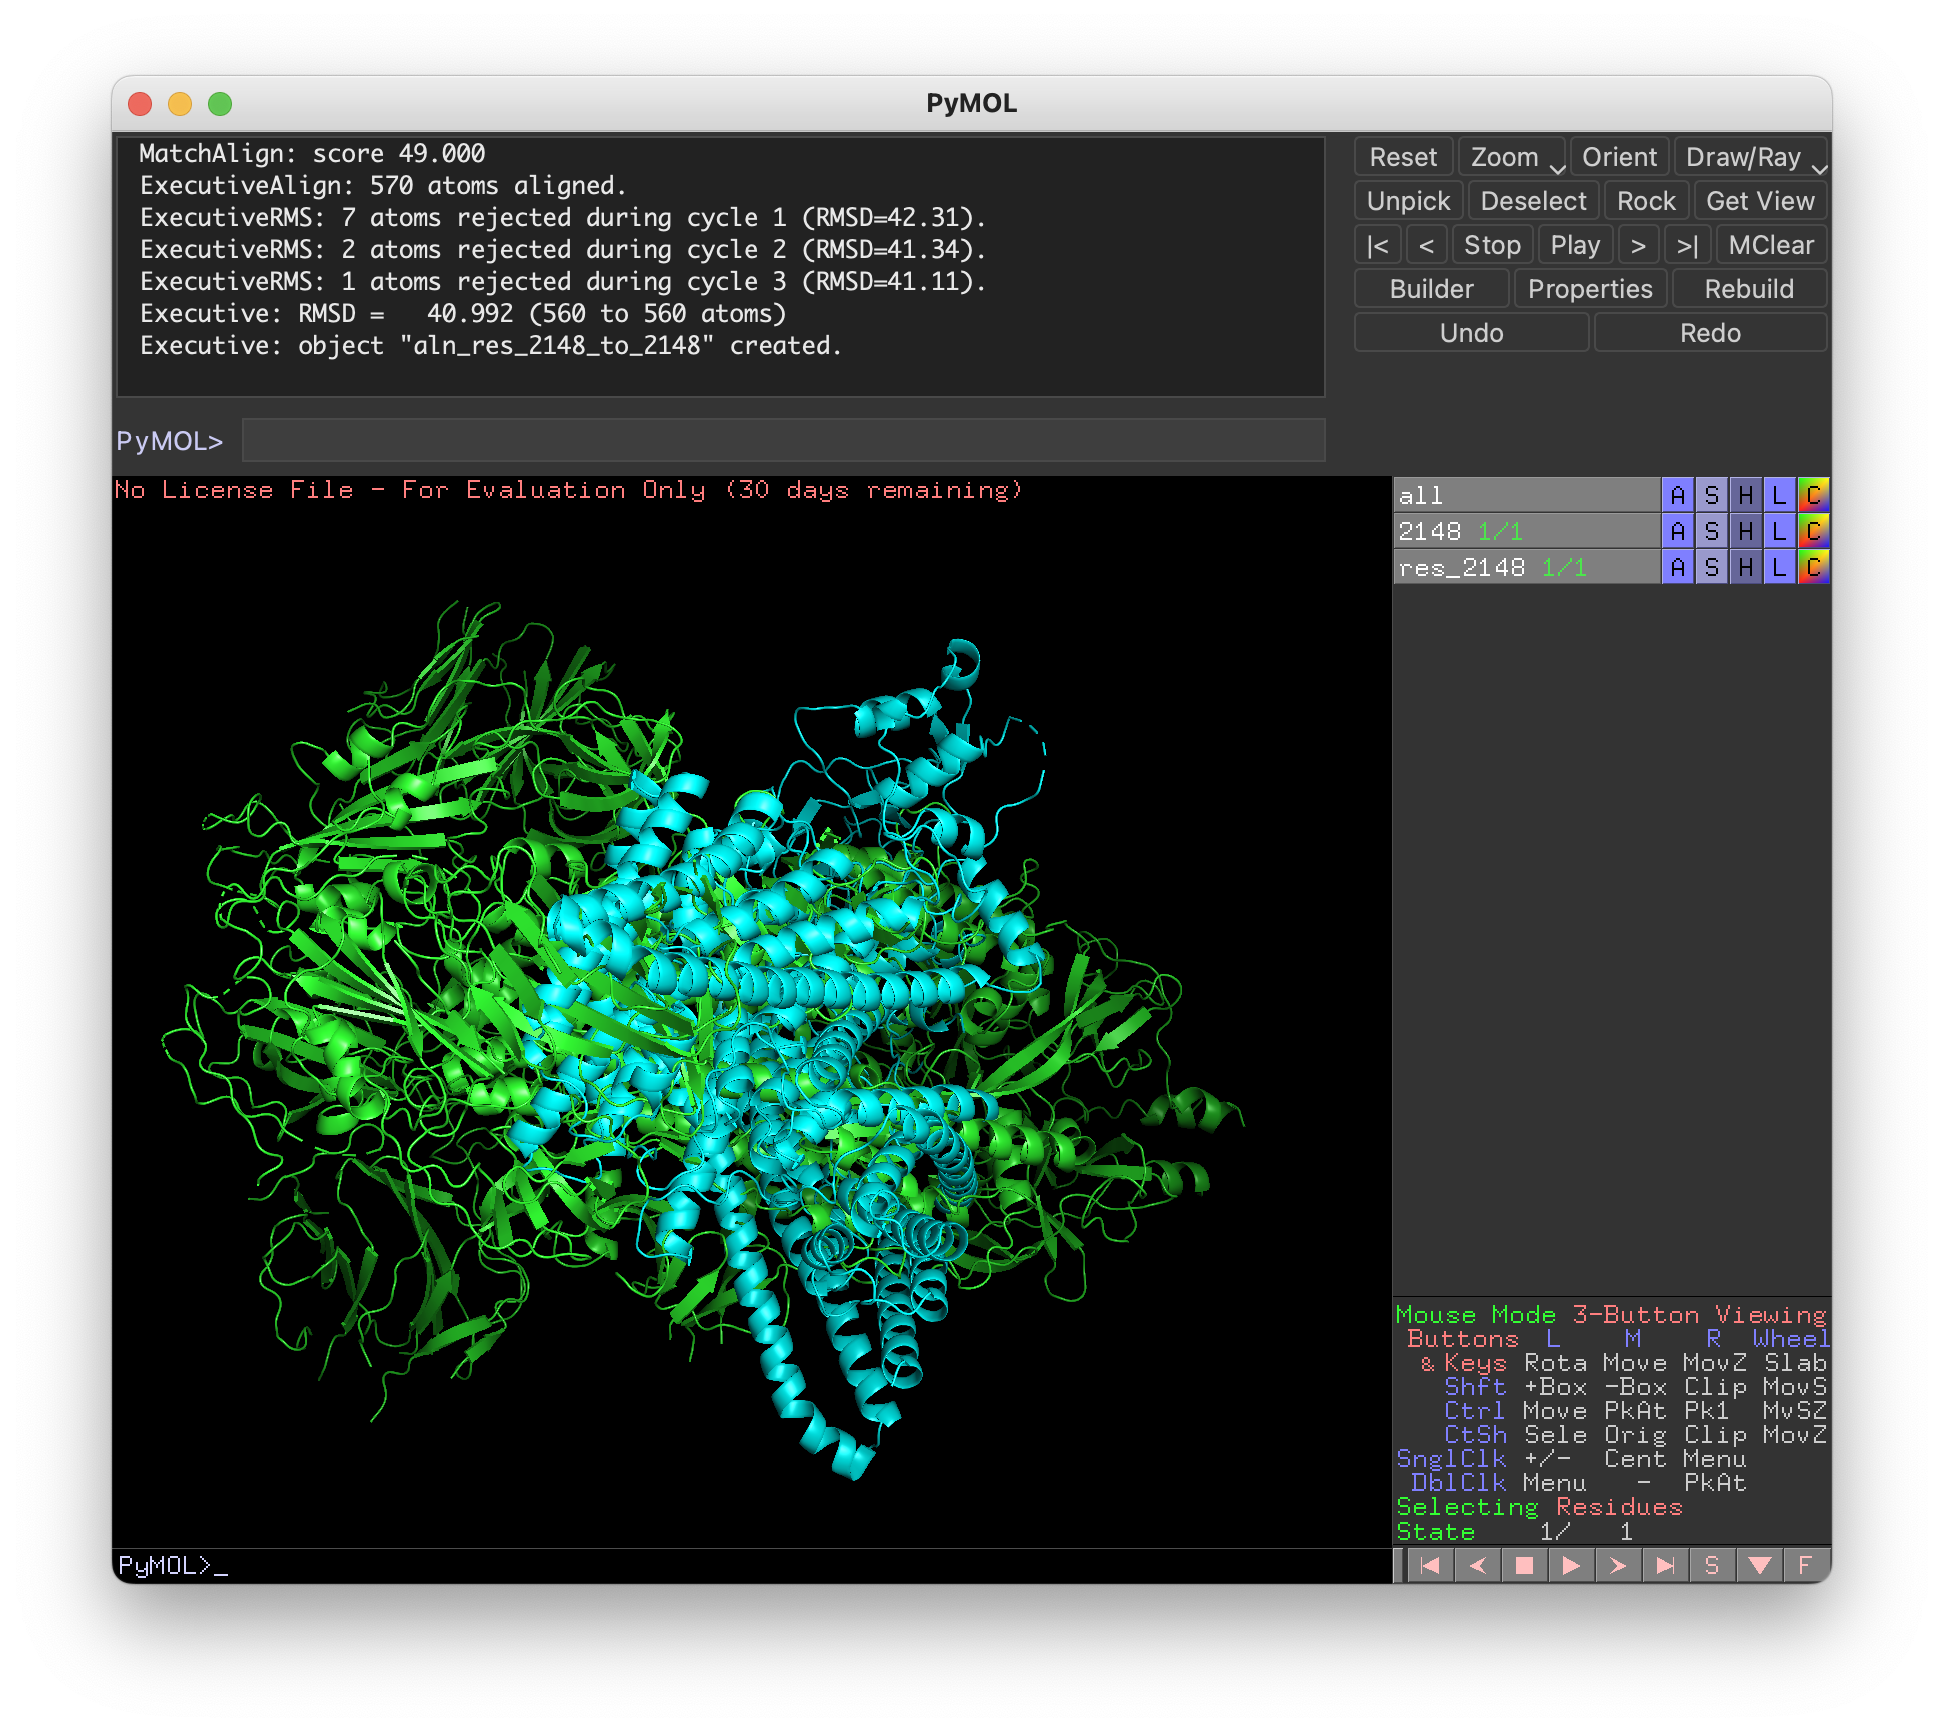 PyMOL
MatchAlign: score 49.000
ExecutiveAlign: 570 atoms aligned.
ExecutiveRMS: 7 atoms rejected during cycle 1 (RMSD=42.31).
ExecutiveRMS: 2 atoms rejected during cycle 2 (RMSD=41.34).
ExecutiveRMS: 1 atoms rejected during cycle 3 (RMSD=41.11).
Executive: RMSD =   40.992 (560 to 560 atoms)
Executive: object "aln_res_2148_to_2148" created.
PyMOL>
Reset Zoom Orient Draw/Ray
Unpick Deselect Rock Get View
|< < Stop Play > >| MClear
Builder Properties Rebuild
Undo Redo
No License File - For Evaluation Only (30 days remaining)
all A S H L C
2148 1/1 A S H L C
res_2148 1/1 A S H L C
Mouse Mode 3-Button Viewing
Buttons L M R Wheel
& Keys Rota Move MovZ Slab
Shft +Box -Box Clip MovS
Ctrl Move PkAt Pk1 MvSZ
CtSh Sele Orig Clip MovZ
SnglClk +/- Cent Menu
DblClk Menu - PkAt
Selecting Residues
State 1/ 1
PyMOL>_
S F